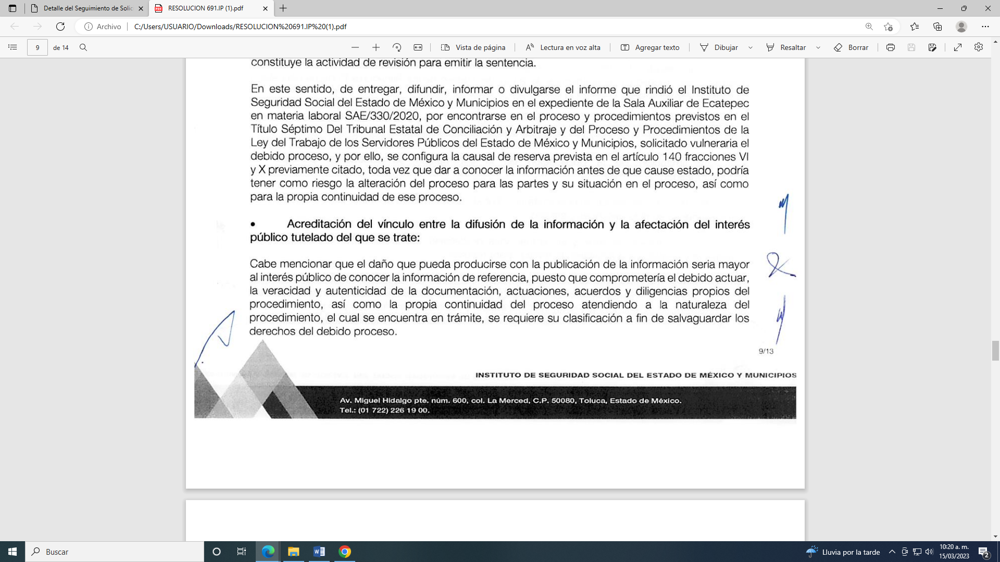 Detalle del Seguimiento de Solic
RESOLUCION 691.IP (1).pdf
Archivo
C:/Users/USUARIO/Downloads/RESOLUCION%20691.IP%20(1).pdf
9 de 14
Vista de página
Lectura en voz alta
Agregar texto
Dibujar
Resaltar
Borrar
constituye la actividad de revisión para emitir la sentencia.
En este sentido, de entregar, difundir, informar o divulgarse el informe que rindió el Instituto de
Seguridad Social del Estado de México y Municipios en el expediente de la Sala Auxiliar de Ecatepec
en materia laboral SAE/330/2020, por encontrarse en el proceso y procedimientos previstos en el
Título Séptimo Del Tribunal Estatal de Conciliación y Arbitraje y del Proceso y Procedimientos de la
Ley del Trabajo de los Servidores Públicos del Estado de México y Municipios, solicitado vulneraria el
debido proceso, y por ello, se configura la causal de reserva prevista en el artículo 140 fracciones VI
y X previamente citado, toda vez que dar a conocer la información antes de que cause estado, podría
tener como riesgo la alteración del proceso para las partes y su situación en el proceso, así como
para la propia continuidad de ese proceso.
• Acreditación del vínculo entre la difusión de la información y la afectación del interés
público tutelado del que se trate:
Cabe mencionar que el daño que pueda producirse con la publicación de la información seria mayor
al interés público de conocer la información de referencia, puesto que comprometería el debido actuar,
la veracidad y autenticidad de la documentación, actuaciones, acuerdos y diligencias propios del
procedimiento, así como la propia continuidad del proceso atendiendo a la naturaleza del
procedimiento, el cual se encuentra en trámite, se requiere su clasificación a fin de salvaguardar los
derechos del debido proceso.
9/13
INSTITUTO DE SEGURIDAD SOCIAL DEL ESTADO DE MÉXICO Y MUNICIPIOS
Av. Miguel Hidalgo pte. núm. 600, col. La Merced, C.P. 50080, Toluca, Estado de México.
Tel.: (01 722) 226 19 00.
Buscar
Lluvia por la tarde
10:20 a. m.
15/03/2023
2